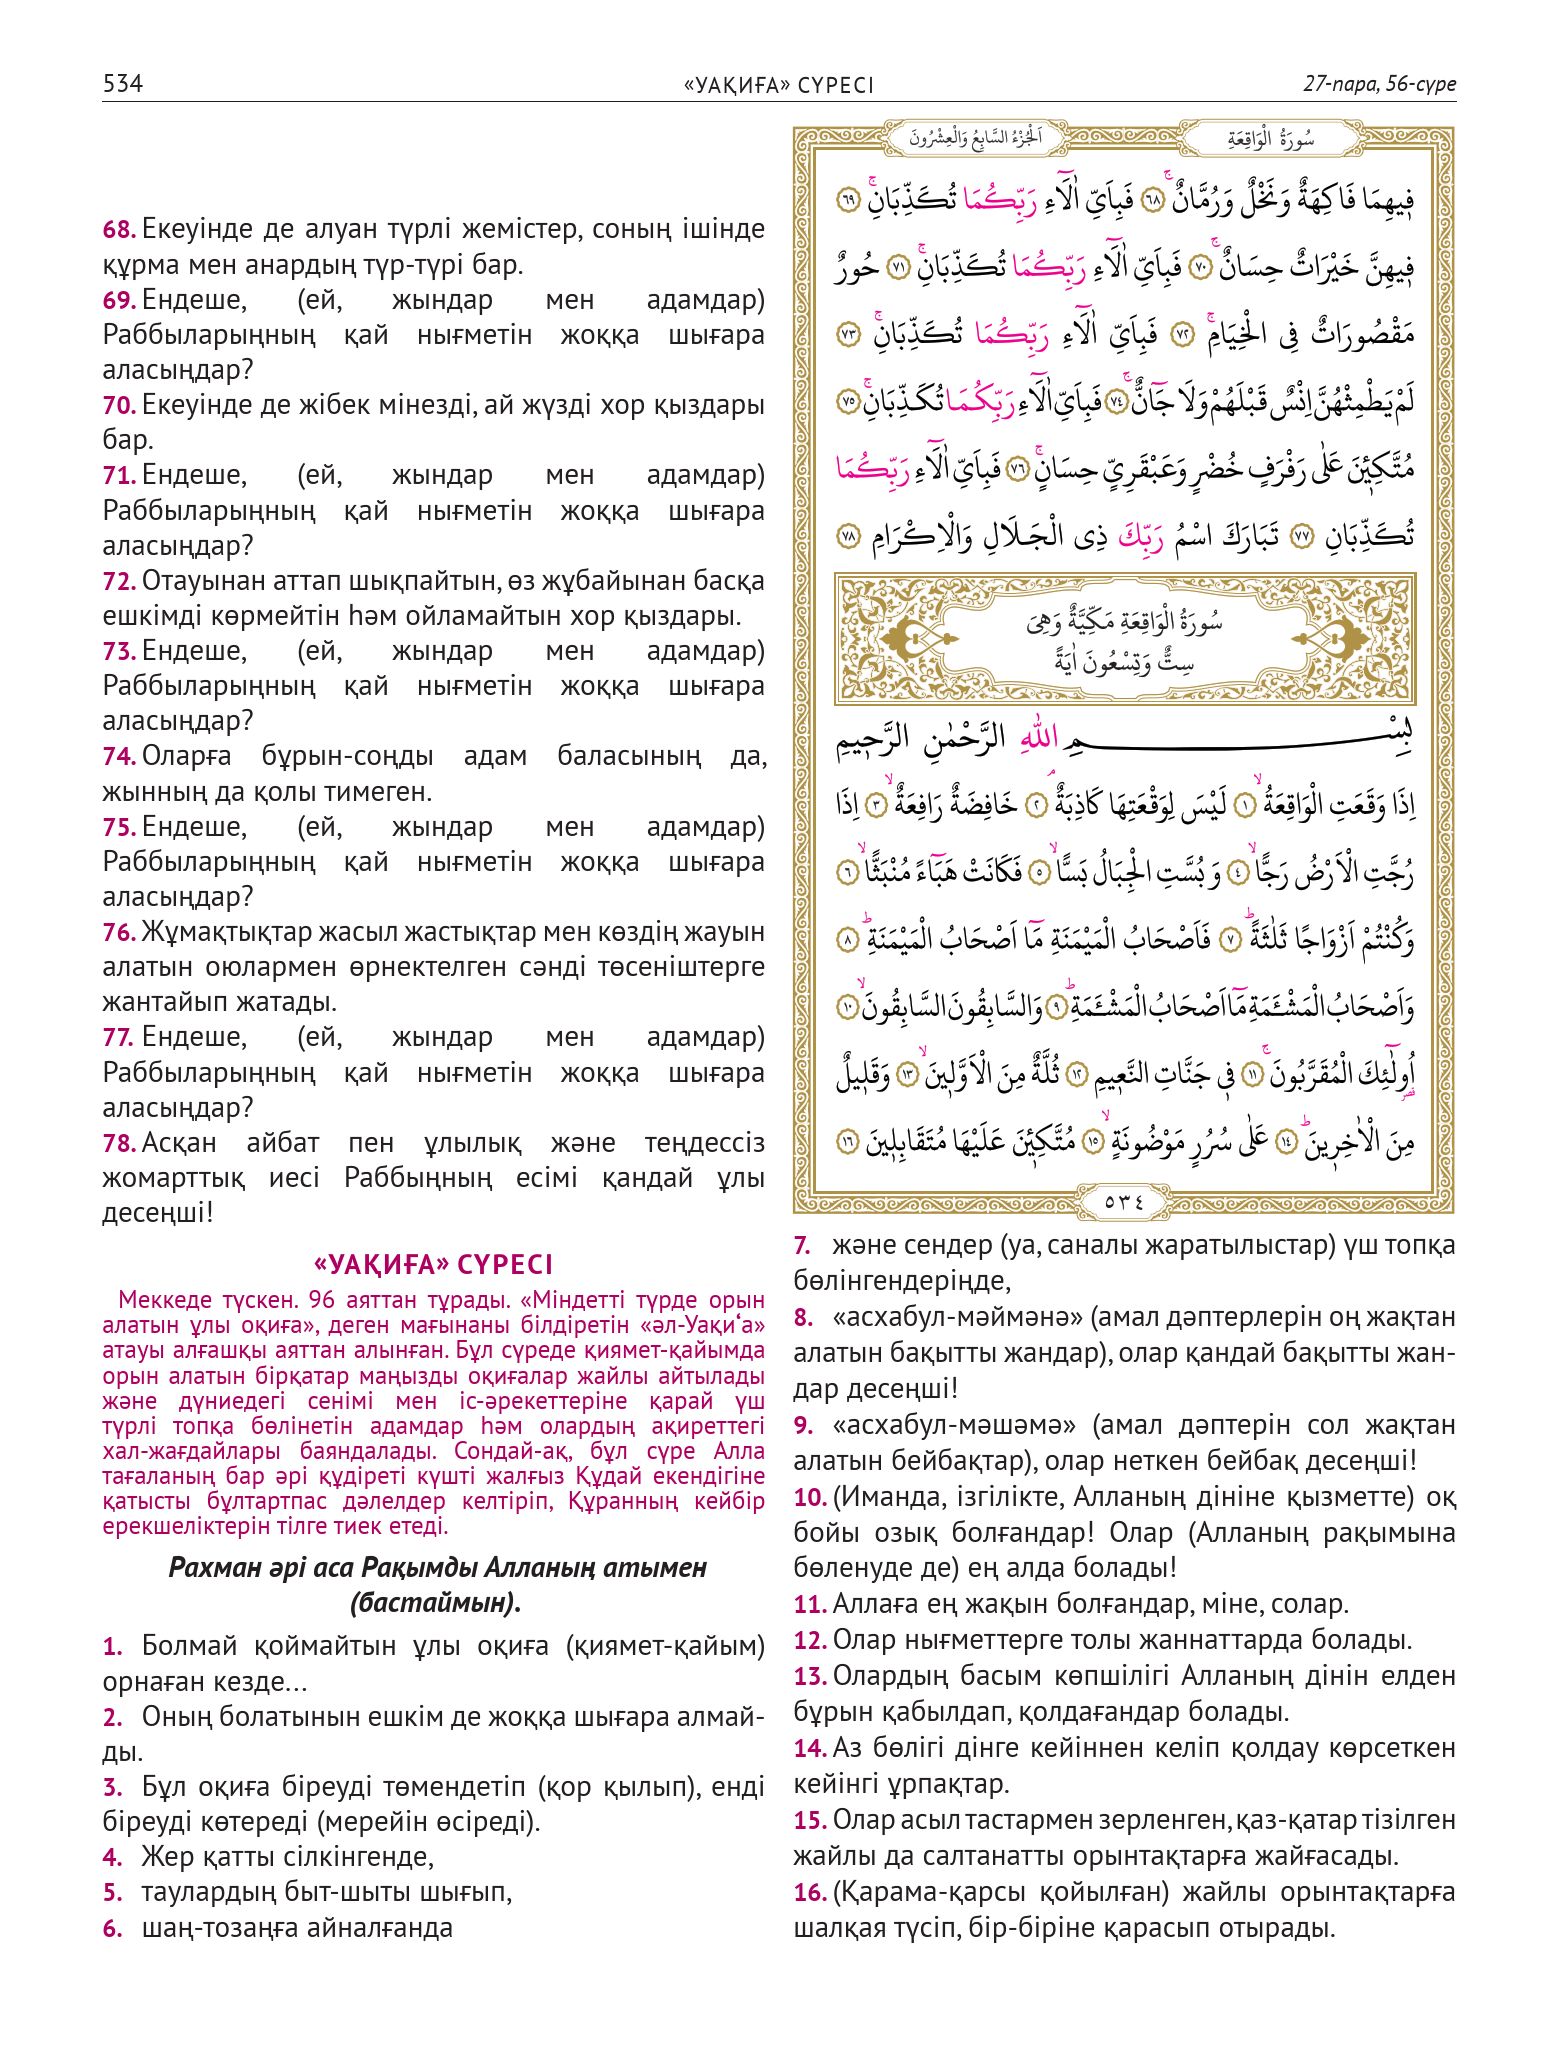 534
«УАҚИҒА» СҮРЕСІ
27-пара, 56-сүре
68. Екеуінде де алуан түрлі жемістер, соның ішінде
құрма мен анардың түр-түрі бар.
69. Ендеше, (ей, жындар мен адамдар)
Раббыларыңның қай нығметін жоққа шығара
аласыңдар?
70. Екеуінде де жібек мінезді, ай жүзді хор қыздары
бар.
71. Ендеше, (ей, жындар мен адамдар)
Раббыларыңның қай нығметін жоққа шығара
аласыңдар?
72. Отауынан аттап шықпайтын, өз жұбайынан басқа
ешкімді көрмейтін һәм ойламайтын хор қыздары.
73. Ендеше, (ей, жындар мен адамдар)
Раббыларыңның қай нығметін жоққа шығара
аласыңдар?
74. Оларға бұрын-соңды адам баласының да,
жынның да қолы тимеген.
75. Ендеше, (ей, жындар мен адамдар)
Раббыларыңның қай нығметін жоққа шығара
аласыңдар?
76. Жұмақтықтар жасыл жастықтар мен көздің жауын
алатын оюлармен өрнектелген сәнді төсеніштерге
жантайып жатады.
77. Ендеше, (ей, жындар мен адамдар)
Раббыларыңның қай нығметін жоққа шығара
аласыңдар?
78. Асқан айбат пен ұлылық және теңдессіз
жомарттық иесі Раббыңның есімі қандай ұлы
десеңші!
«УАҚИҒА» СҮРЕСІ
Меккеде түскен. 96 аяттан тұрады. «Міндетті түрде орын
алатын ұлы оқиға», деген мағынаны білдіретін «әл-Уақи‘а»
атауы алғашқы аяттан алынған. Бұл сүреде қиямет-қайымда
орын алатын бірқатар маңызды оқиғалар жайлы айтылады
және дүниедегі сенімі мен іс-әрекеттеріне қарай үш
түрлі топқа бөлінетін адамдар һәм олардың ақиреттегі
хал-жағдайлары баяндалады. Сондай-ақ, бұл сүре Алла
тағаланың бар әрі құдіреті күшті жалғыз Құдай екендігіне
қатысты бұлтартпас дәлелдер келтіріп, Құранның кейбір
ерекшеліктерін тілге тиек етеді.
Рахман әрі аса Рақымды Алланың атымен
(бастаймын).
1. Болмай қоймайтын ұлы оқиға (қиямет-қайым)
орнаған кезде...
2. Оның болатынын ешкім де жоққа шығара алмай-
ды.
3. Бұл оқиға біреуді төмендетіп (қор қылып), енді
біреуді көтереді (мерейін өсіреді).
4. Жер қатты сілкінгенде,
5. таулардың быт-шыты шығып,
6. шаң-тозаңға айналғанда
سُورَةُ الْوَاقِعَةِ
اَلْجُزْءُ السَّابِعُ وَالْعِشْرُونَ
ف۪يهِمَا فَاكِهَةٌ وَنَخْلٌ وَرُمَّانٌۚ ﴿٦٨﴾ فَبِاَيِّ اٰلَٓاءِ رَبِّكُمَا تُكَذِّبَانِۚ ﴿٦٩﴾
ف۪يهِنَّ خَيْرَاتٌ حِسَانٌۚ ﴿٧٠﴾ فَبِاَيِّ اٰلَٓاءِ رَبِّكُمَا تُكَذِّبَانِۚ ﴿٧١﴾ حُورٌ
مَقْصُورَاتٌ فِى الْخِيَامِۚ ﴿٧٢﴾ فَبِاَيِّ اٰلَٓاءِ رَبِّكُمَا تُكَذِّبَانِۚ ﴿٧٣﴾
لَمْ يَطْمِثْهُنَّ اِنْسٌ قَبْلَهُمْ وَلَا جَٓانٌّۚ ﴿٧٤﴾ فَبِاَيِّ اٰلَٓاءِ رَبِّكُمَا تُكَذِّبَانِۚ ﴿٧٥﴾
مُتَّكِـ۪ٔينَ عَلٰى رَفْرَفٍ خُضْرٍ وَعَبْقَرِيٍّ حِسَانٍۚ ﴿٧٦﴾ فَبِاَيِّ اٰلَٓاءِ رَبِّكُمَا
تُكَذِّبَانِ ﴿٧٧﴾ تَبَارَكَ اسْمُ رَبِّكَ ذِى الْجَلَالِ وَالْاِكْرَامِ ﴿٧٨﴾
سُورَةُ الْوَاقِعَةِ مَكِّيَّةٌ وَهِيَ
سِتٌّ وَتِسْعُونَ اٰيَةً
بِسْمِ اللّٰهِ الرَّحْمٰنِ الرَّح۪يمِ
اِذَا وَقَعَتِ الْوَاقِعَةُۙ ﴿١﴾ لَيْسَ لِوَقْعَتِهَا كَاذِبَةٌۢ ﴿٢﴾ خَافِضَةٌ رَافِعَةٌۙ ﴿٣﴾ اِذَا
رُجَّتِ الْاَرْضُ رَجًّاۙ ﴿٤﴾ وَبُسَّتِ الْجِبَالُ بَسًّاۙ ﴿٥﴾ فَكَانَتْ هَبَٓاءً مُنْبَثًّاۙ ﴿٦﴾
وَكُنْتُمْ اَزْوَاجًا ثَلٰثَةًۜ ﴿٧﴾ فَاَصْحَابُ الْمَيْمَنَةِ مَٓا اَصْحَابُ الْمَيْمَنَةِۜ ﴿٨﴾
وَاَصْحَابُ الْمَشْـَٔمَةِ مَٓا اَصْحَابُ الْمَشْـَٔمَةِۜ ﴿٩﴾ وَالسَّابِقُونَ السَّابِقُونَۙ ﴿١٠﴾
اُو۬لٰٓئِكَ الْمُقَرَّبُونَۚ ﴿١١﴾ ف۪ي جَنَّاتِ النَّع۪يمِ ﴿١٢﴾ ثُلَّةٌ مِنَ الْاَوَّل۪ينَۙ ﴿١٣﴾ وَقَل۪يلٌ
مِنَ الْاٰخِر۪ينَۜ ﴿١٤﴾ عَلٰى سُرُرٍ مَوْضُونَةٍۙ ﴿١٥﴾ مُتَّكِـ۪ٔينَ عَلَيْهَا مُتَقَابِل۪ينَ ﴿١٦﴾
٥٣٤
7. және сендер (уа, саналы жаратылыстар) үш топқа
бөлінгендеріңде,
8. «асхабул-мәймәнә» (амал дәптерлерін оң жақтан
алатын бақытты жандар), олар қандай бақытты жан-
дар десеңші!
9. «асхабул-мәшәмә» (амал дәптерін сол жақтан
алатын бейбақтар), олар неткен бейбақ десеңші!
10. (Иманда, ізгілікте, Алланың дініне қызметте) оқ
бойы озық болғандар! Олар (Алланың рақымына
бөленуде де) ең алда болады!
11. Аллаға ең жақын болғандар, міне, солар.
12. Олар нығметтерге толы жаннаттарда болады.
13. Олардың басым көпшілігі Алланың дінін елден
бұрын қабылдап, қолдағандар болады.
14. Аз бөлігі дінге кейіннен келіп қолдау көрсеткен
кейінгі ұрпақтар.
15. Олар асыл тастармен зерленген, қаз-қатар тізілген
жайлы да салтанатты орынтақтарға жайғасады.
16. (Қарама-қарсы қойылған) жайлы орынтақтарға
шалқая түсіп, бір-біріне қарасып отырады.